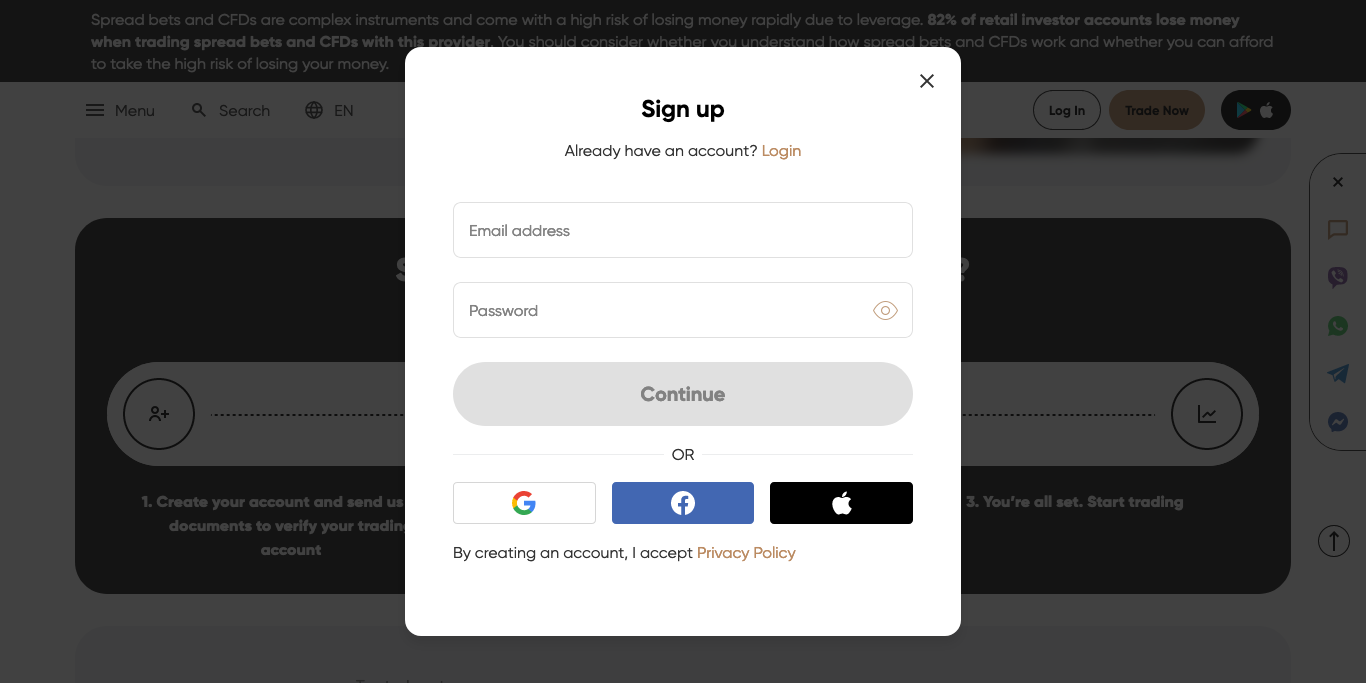 Spread bets and CFDs are complex instruments and come with a high risk of losing money rapidly due to leverage. 82% of retail investor accounts lose money
when trading spread bets and CFDs with this provider. You should consider whether you understand how spread bets and CFDs work and whether you can afford
to take the high risk of losing your money.
Menu
Search
EN
Log In
Trade Now
Sign up
Already have an account? Login
Email address
Password
Continue
OR
By creating an account, I accept Privacy Policy
1. Create your account and send us
documents to verify your trading
account
3. You're all set. Start trading